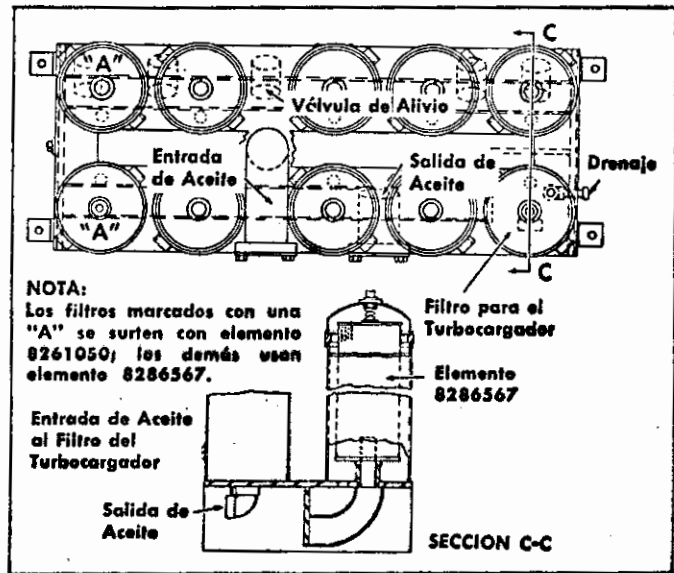 C
"A"
Válvula de Alivio
Entrada
de Aceite
Salida de
Aceite
Drenaje
"A"
C
NOTA:
Los filtros marcados con una
"A" se surten con elemento
8261050; los demás usan
elemento 8286567.
Filtro para el
Turbocargador
Elemento
8286567
Entrada de Aceite
al Filtro del
Turbocargador
Salida de
Aceite
SECCION C-C